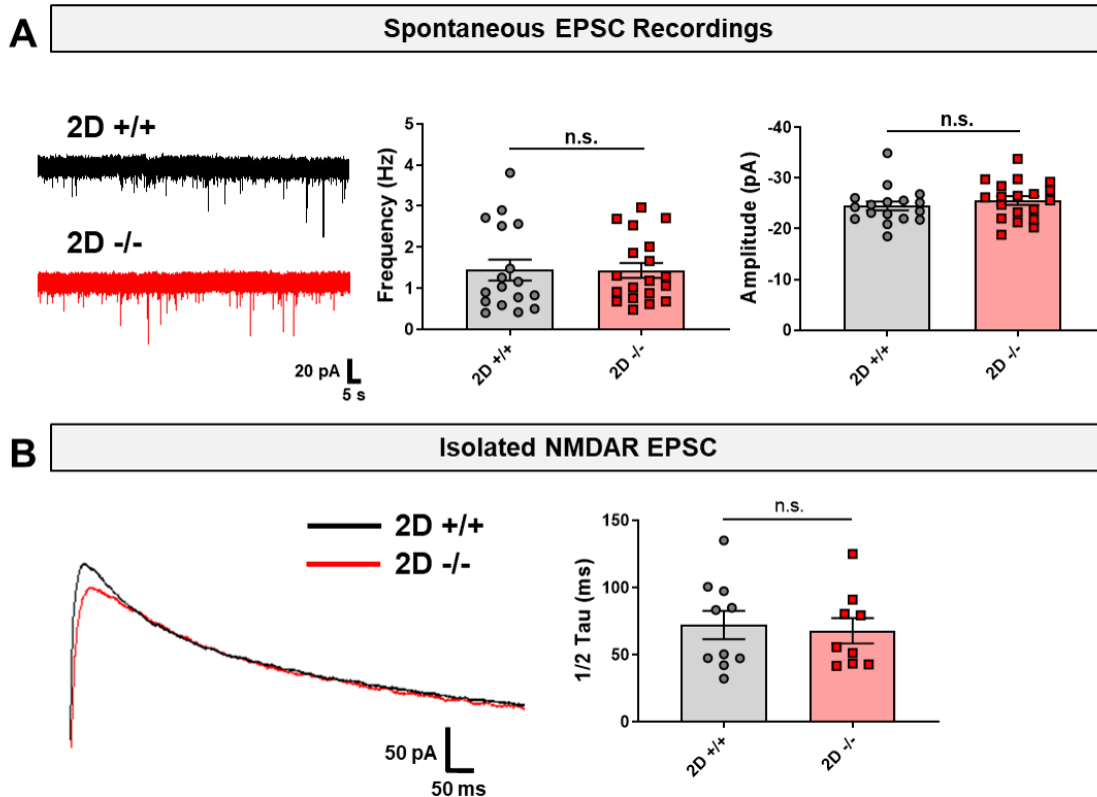 A
Spontaneous EPSC Recordings
2D +/+
2D -/-
20 pA
5 s
Frequency (Hz)
5
4
3
2
1
0
n.s.
2D +/+
2D -/-
Amplitude (pA)
-40
-30
-20
-10
0
n.s.
2D +/+
2D -/-
B
Isolated NMDAR EPSC
2D +/+
2D -/-
50 pA
50 ms
1/2 Tau (ms)
150
100
50
0
n.s.
2D +/+
2D -/-